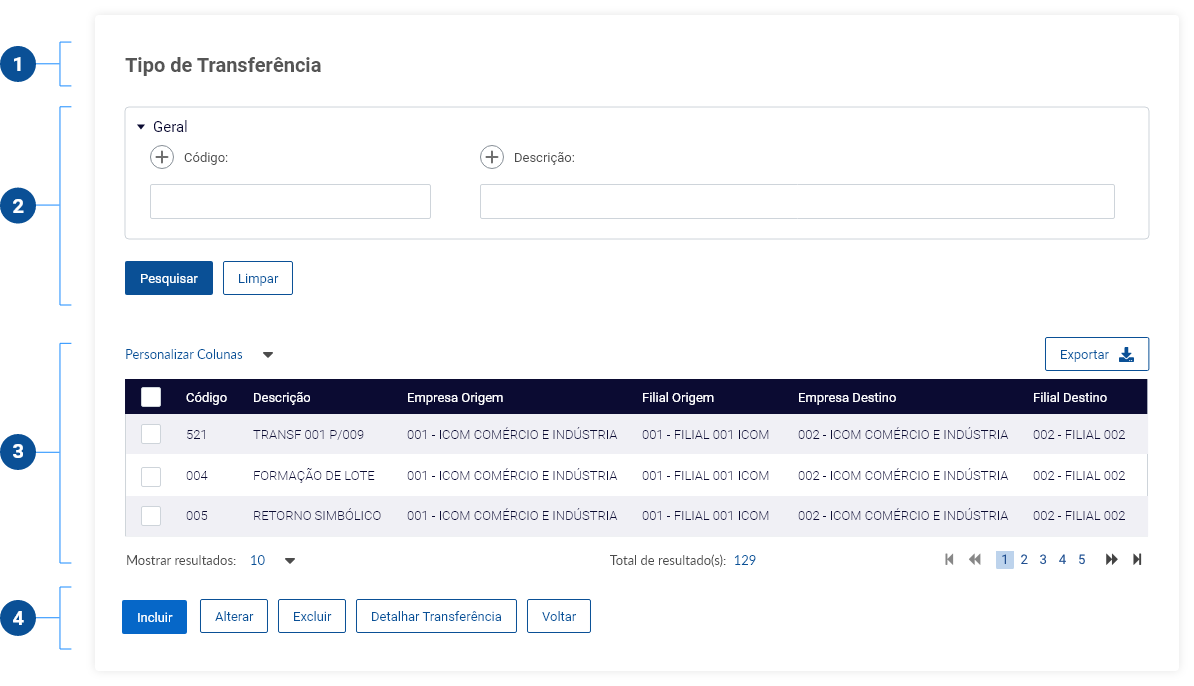 1
Tipo de Transferência
2
Geral
Código: Descrição:
Pesquisar Limpar
3
Personalizar Colunas Exportar
Código Descrição Empresa Origem Filial Origem Empresa Destino Filial Destino
521 TRANSF 001 P/009 001 - ICOM COMÉRCIO E INDÚSTRIA 001 - FILIAL 001 ICOM 002 - ICOM COMÉRCIO E INDÚSTRIA 002 - FILIAL 002
004 FORMAÇÃO DE LOTE 001 - ICOM COMÉRCIO E INDÚSTRIA 001 - FILIAL 001 ICOM 002 - ICOM COMÉRCIO E INDÚSTRIA 002 - FILIAL 002
005 RETORNO SIMBÓLICO 001 - ICOM COMÉRCIO E INDÚSTRIA 001 - FILIAL 001 ICOM 002 - ICOM COMÉRCIO E INDÚSTRIA 002 - FILIAL 002
Mostrar resultados: 10 Total de resultado(s): 129 1 2 3 4 5
4
Incluir Alterar Excluir Detalhar Transferência Voltar